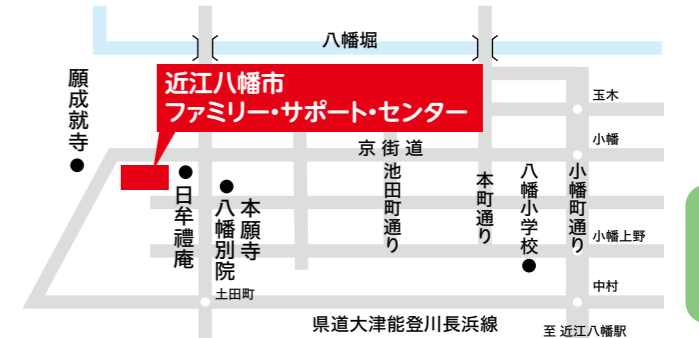 八幡堀
近江八幡市
ファミリー・サポート・センター
願成就寺
玉木
小幡
京街道
日牟禮庵
本願寺
八幡別院
池田町通り
本町通り
八幡小学校
小幡町通り
小幡上野
土田町
中村
県道大津能登川長浜線
至 近江八幡駅